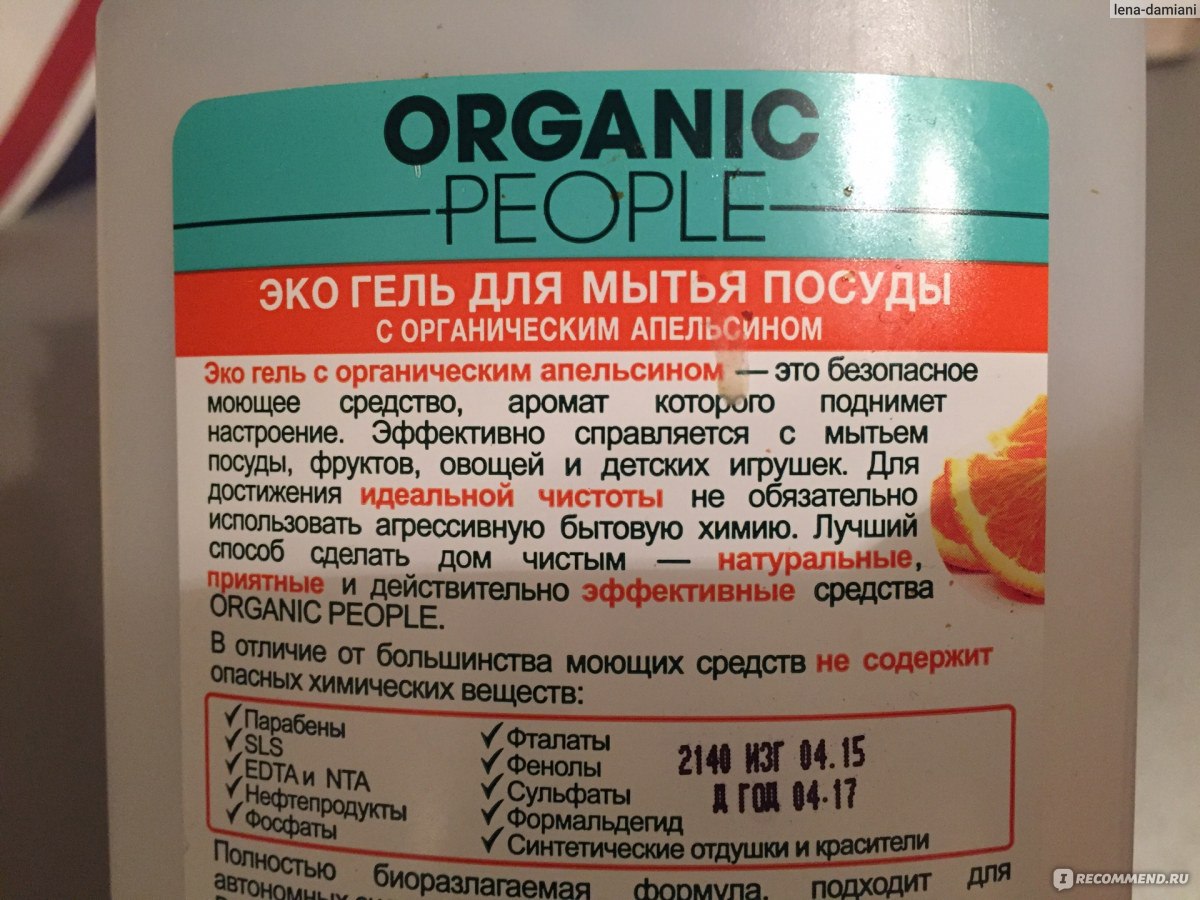 lena-damiani
ORGANIC
PEOPLE
ЭКО ГЕЛЬ ДЛЯ МЫТЬЯ ПОСУДЫ
С ОРГАНИЧЕСКИМ АПЕЛЬСИНОМ
Эко гель с органическим апельсином — это безопасное
моющее средство, аромат которого поднимет
настроение. Эффективно справляется с мытьем
посуды, фруктов, овощей и детских игрушек. Для
достижения идеальной чистоты не обязательно
использовать агрессивную бытовую химию. Лучший
способ сделать дом чистым — натуральные,
приятные и действительно эффективные средства
ORGANIC PEOPLE.
В отличие от большинства моющих средств не содержит
опасных химических веществ:
✓Парабены
✓SLS
✓EDTA и NTA
✓Нефтепродукты
✓Фосфаты
✓Фталаты
✓Фенолы
✓Сульфаты
✓Формальдегид
✓Синтетические отдушки и красители
2140 ИЗГ 04.15
Д ГОД 04.17
Полностью биоразлагаемая формула, подходит для
автономных
IRECOMMEND.RU